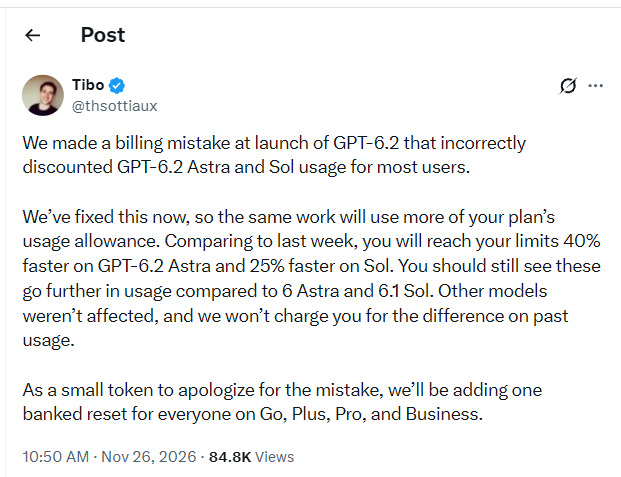 Post
Tibo
@thsottiaux
We made a billing mistake at launch of GPT-6.2 that incorrectly
discounted GPT-6.2 Astra and Sol usage for most users.
We’ve fixed this now, so the same work will use more of your plan’s
usage allowance. Comparing to last week, you will reach your limits 40%
faster on GPT-6.2 Astra and 25% faster on Sol. You should still see these
go further in usage compared to 6 Astra and 6.1 Sol. Other models
weren’t affected, and we won’t charge you for the difference on past
usage.
As a small token to apologize for the mistake, we’ll be adding one
banked reset for everyone on Go, Plus, Pro, and Business.
10:50 AM · Nov 26, 2026 · 84.8K Views